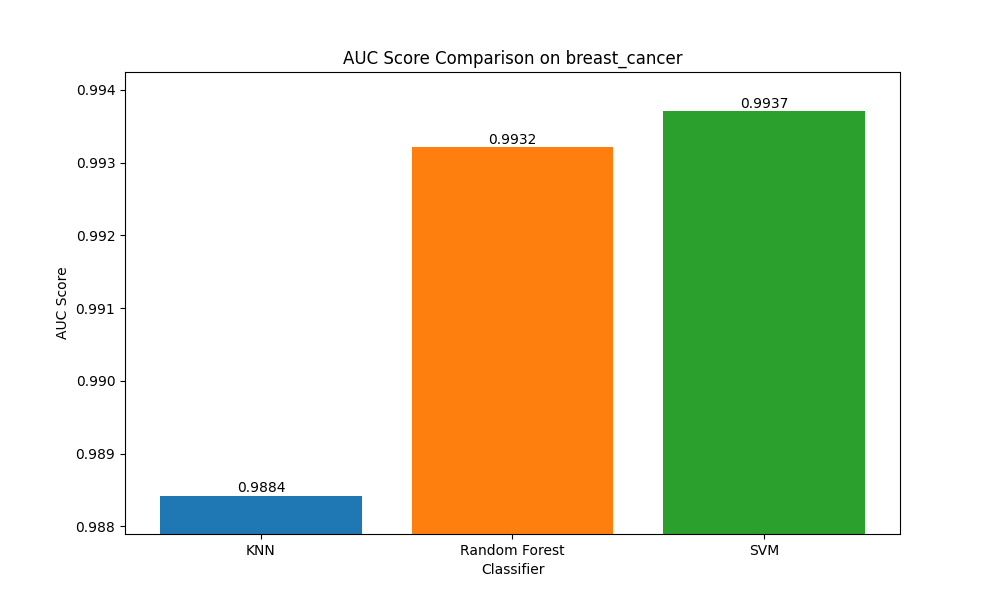 AUC Score Comparison on breast_cancer
0.994
0.993
0.992
0.991
0.990
0.989
0.988
AUC Score
0.9884
0.9932
0.9937
KNN
Random Forest
SVM
Classifier